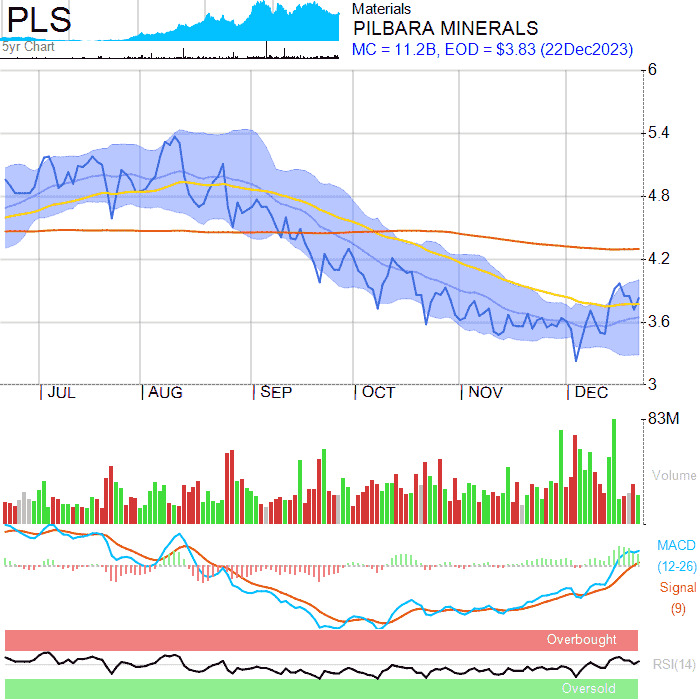 PLS
5yr Chart
Materials
PILBARA MINERALS
MC = 11.2B, EOD = $3.83 (22Dec2023)
6
5.4
4.8
4.2
3.6
3
JUL AUG SEP OCT NOV DEC
83M
Volume
MACD
(12-26)
Signal
(9)
Overbought
RSI(14)
Oversold